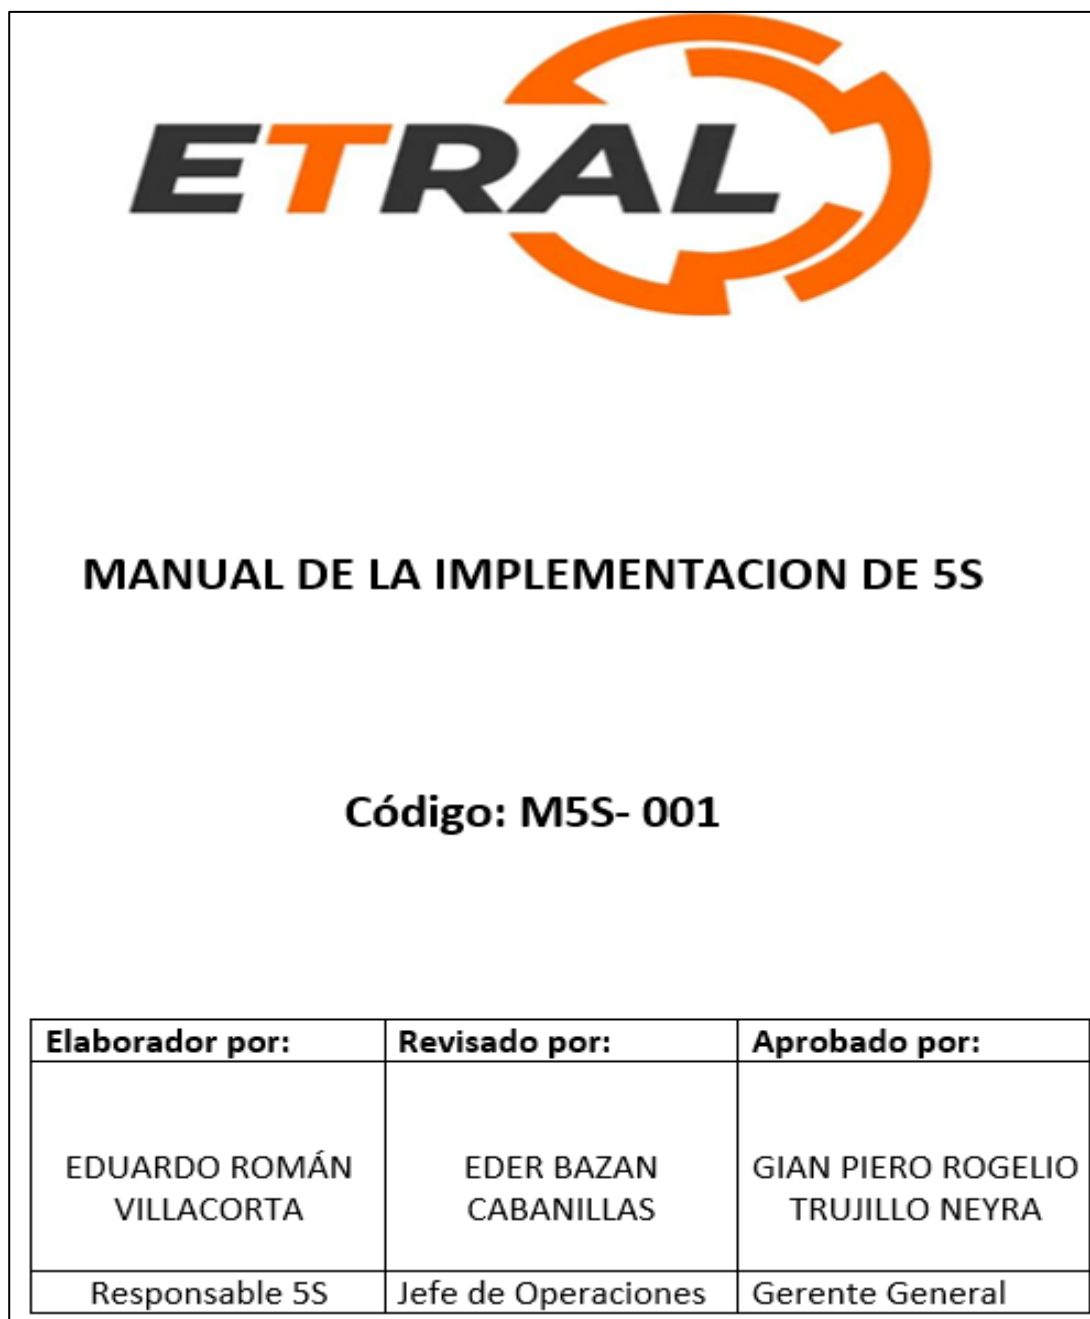 ETRAL
MANUAL DE LA IMPLEMENTACION DE 5S
Código: M5S- 001
Elaborador por: Revisado por: Aprobado por:
EDUARDO ROMÁN EDER BAZAN GIAN PIERO ROGELIO
VILLACORTA CABANILLAS TRUJILLO NEYRA
Responsable 5S Jefe de Operaciones Gerente General